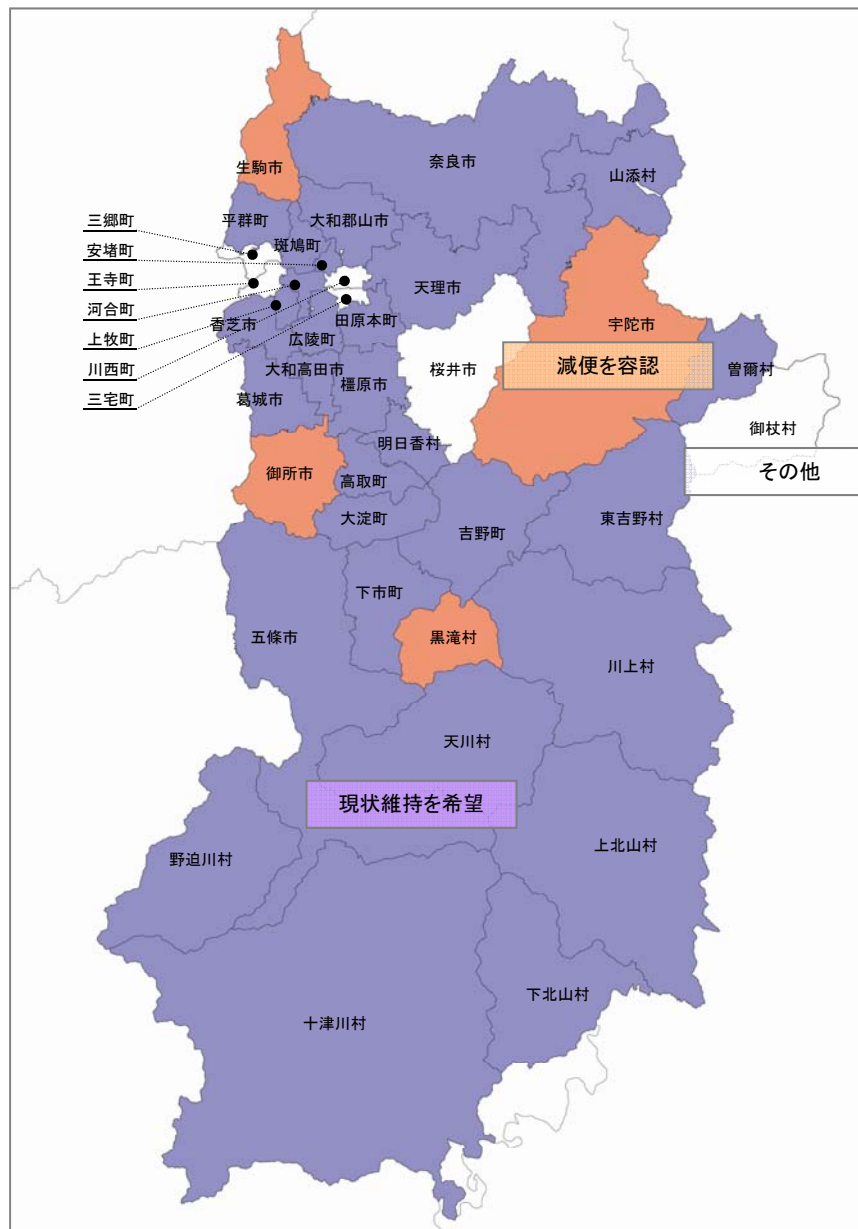 生駒市
奈良市
山添村
平群町
大和郡山市
三郷町
安堵町
王寺町
河合町
上牧町
川西町
三宅町
斑鳩町
天理市
香芝市
広陵町
田原本町
宇陀市
減便を容認
桜井市
曽爾村
大和高田市
橿原市
葛城市
御杖村
明日香村
その他
御所市
高取町
大淀町
吉野町
東吉野村
下市町
黒滝村
五條市
川上村
天川村
現状維持を希望
野迫川村
上北山村
下北山村
十津川村